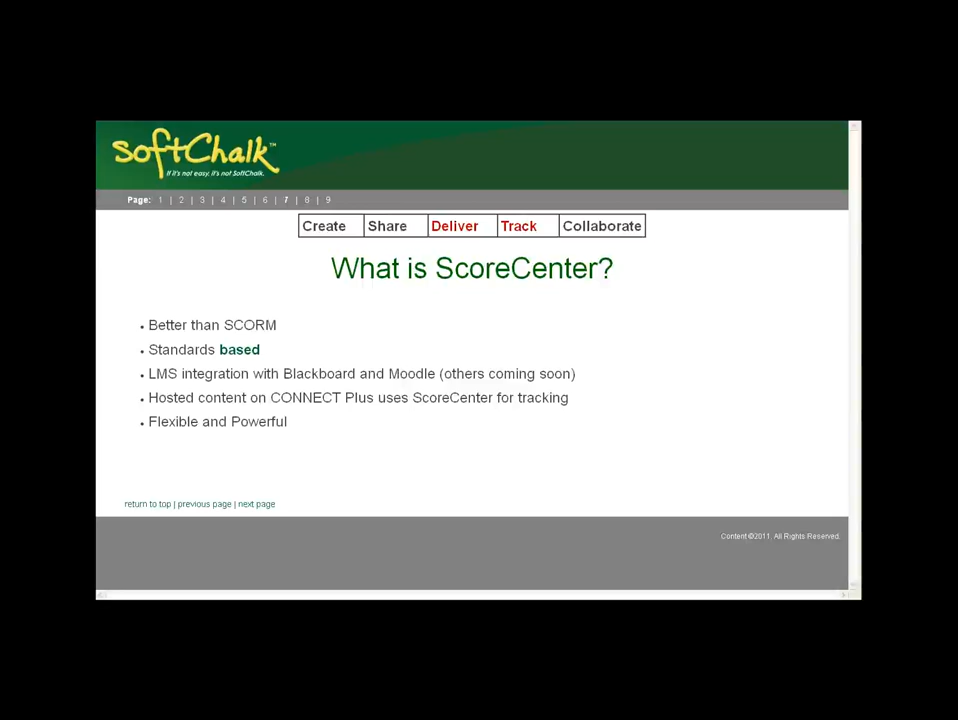 SoftChalk™
If it's not easy, it's not SoftChalk.
Page: 1 | 2 | 3 | 4 | 5 | 6 | 7 | 8 | 9
Create Share Deliver Track Collaborate
What is ScoreCenter?
• Better than SCORM
• Standards based
• LMS integration with Blackboard and Moodle (others coming soon)
• Hosted content on CONNECT Plus uses ScoreCenter for tracking
• Flexible and Powerful
return to top | previous page | next page
Content ©2011. All Rights Reserved.